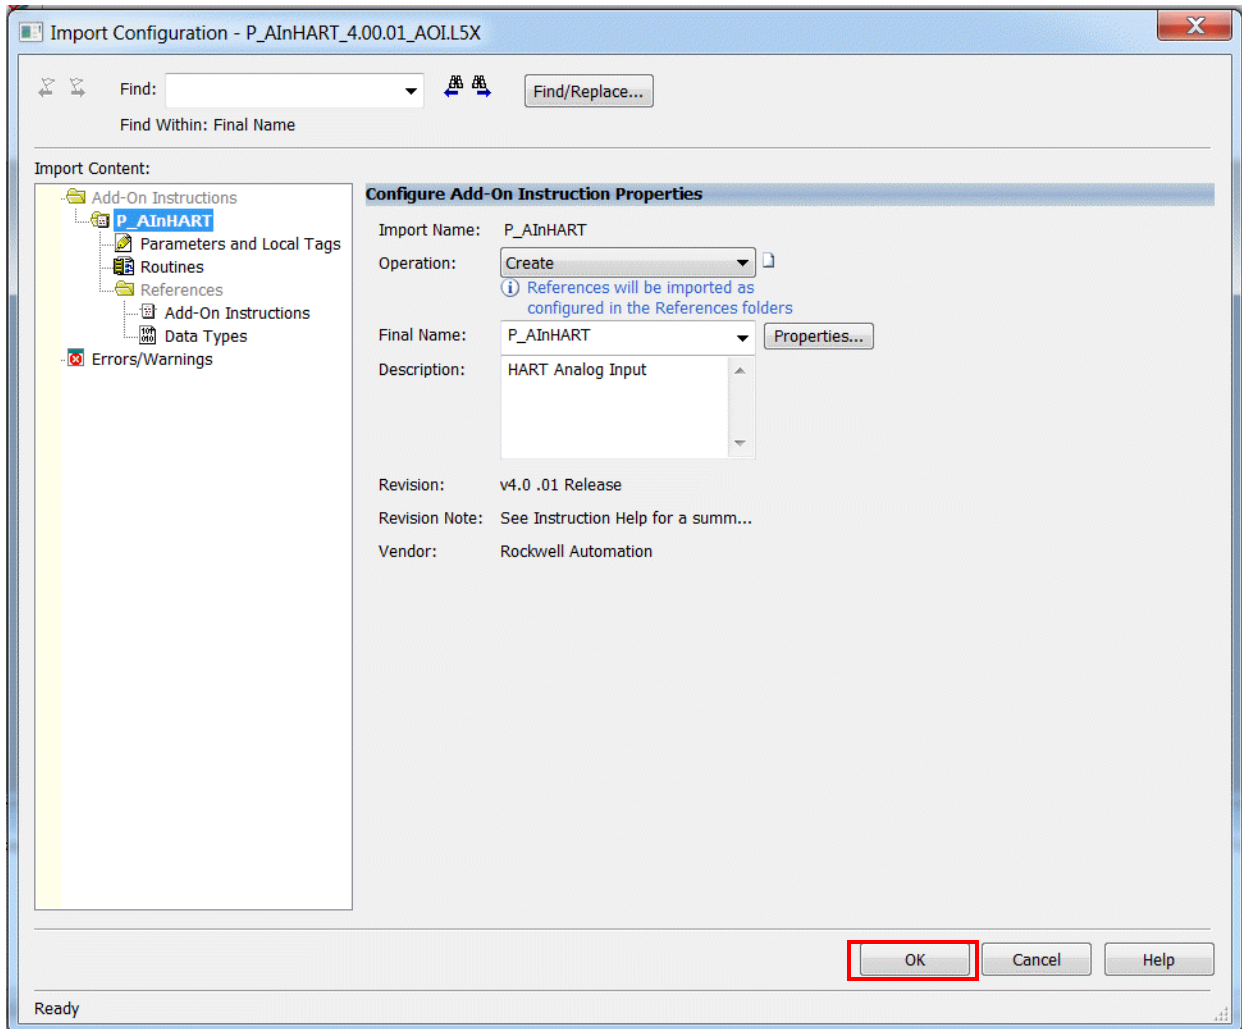 Import Configuration - P_AInHART_4.00.01_AOI.L5X
Find:
Find/Replace...
Find Within: Final Name
Import Content:
Add-On Instructions
P_AInHART
Parameters and Local Tags
Routines
References
Add-On Instructions
Data Types
Errors/Warnings
Configure Add-On Instruction Properties
Import Name: P_AInHART
Operation: Create
References will be imported as
configured in the References folders
Final Name: P_AInHART Properties...
Description: HART Analog Input
Revision: v4.0 .01 Release
Revision Note: See Instruction Help for a summ...
Vendor: Rockwell Automation
OK Cancel Help
Ready